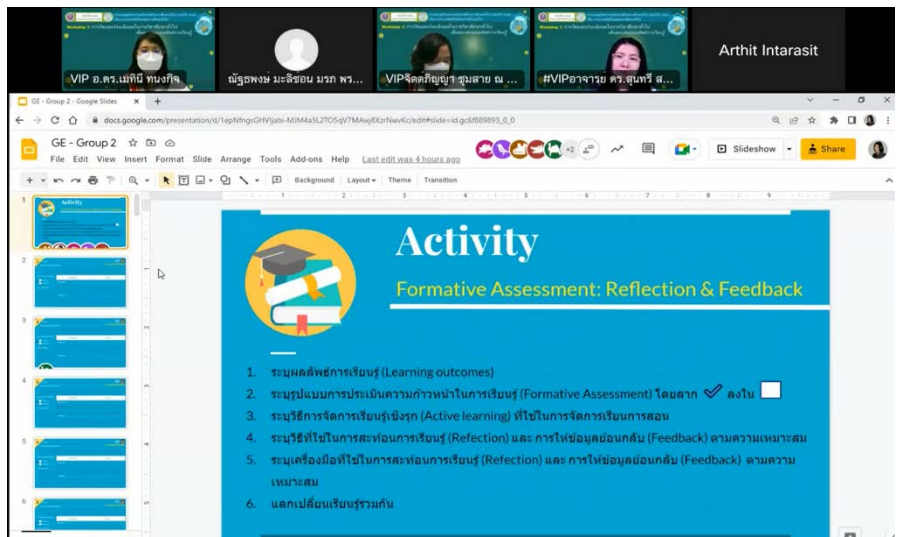 VIP อ.ดร.เมทินี ทนงกิจ
ณัฐธพงษ์ มะลิซอน มรภ พร...
VIPจิตตภิญญา ชุมสาย ณ ...
#VIPอาจารย์ ดร.สุนทรี ส...
Arthit Intarasit
GE - Group 2 - Google Slides
GE - Group 2
File Edit View Insert Format Slide Arrange Tools Add-ons Help Last edit was 4 hours ago
+2
Slideshow
Share
Background Layout Theme Transition
Activity
Formative Assessment: Reflection & Feedback
1. ระบุผลลัพธ์การเรียนรู้ (Learning outcomes)
2. ระบุรูปแบบการประเมินความก้าวหน้าในการเรียนรู้ (Formative Assessment) โดยลาก ลงใน
3. ระบุวิธีการจัดการเรียนรู้เชิงรุก (Active learning) ที่ใช้ในการจัดการเรียนการสอน
4. ระบุวิธีที่ใช้ในการสะท้อนการเรียนรู้ (Refection) และ การให้ข้อมูลย้อนกลับ (Feedback) ตามความเหมาะสม
5. ระบุเครื่องมือที่ใช้ในการสะท้อนการเรียนรู้ (Refection) และ การให้ข้อมูลย้อนกลับ (Feedback) ตามความ
เหมาะสม
6. แลกเปลี่ยนเรียนรู้ร่วมกัน